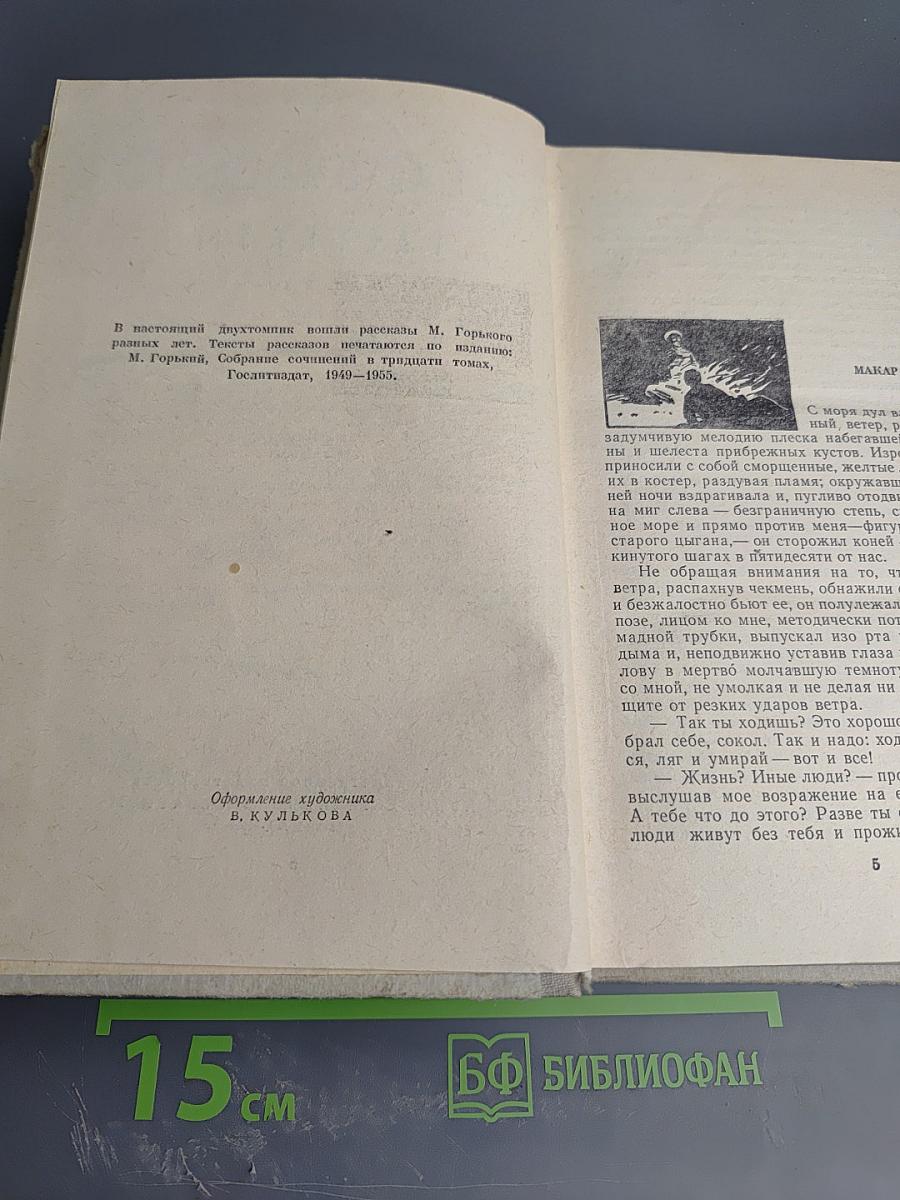 В настоящий двухтомник вошли рассказы М. Горького
разных лет. Тексты рассказов печатаются по изданию:
М. Горький, Собрание сочинений в тридцати томах,
Гослитиздат, 1949—1955.
Оформление художника
В. КУЛЬКОВА
МАКАР
С моря дул
ный, ветер,
задумчивую мелодию плеска набегавшей
ны и шелеста прибрежных кустов. Изре
приносили с собой сморщенные, желтые
их в костер, раздувая пламя; окружавш
ней ночи вздрагивала и, пугливо отодви
на миг слева — безграничную степь, с
ное море и прямо против меня—фигу
старого цыгана,— он сторожил коней
кинутого шагах в пятидесяти от нас.
Не обращая внимания на то, чт
ветра, распахнув чекмень, обнажили
и безжалостно бьют ее, он полулежал
позе, лицом ко мне, методически пот
мадной трубки, выпускал изо рта
дыма и, неподвижно уставив глаза
лову в мертво́ молчавшую темноту
со мной, не умолкая и не делая ни
щите от резких ударов ветра.
— Так ты ходишь? Это хорошо
брал себе, сокол. Так и надо: ход
ся, ляг и умирай — вот и все!
— Жизнь? Иные люди? — про
выслушав мое возражение на
А тебе что до этого? Разве ты
люди живут без тебя и прожи
5
15 см
БФ БИБЛИОФАН